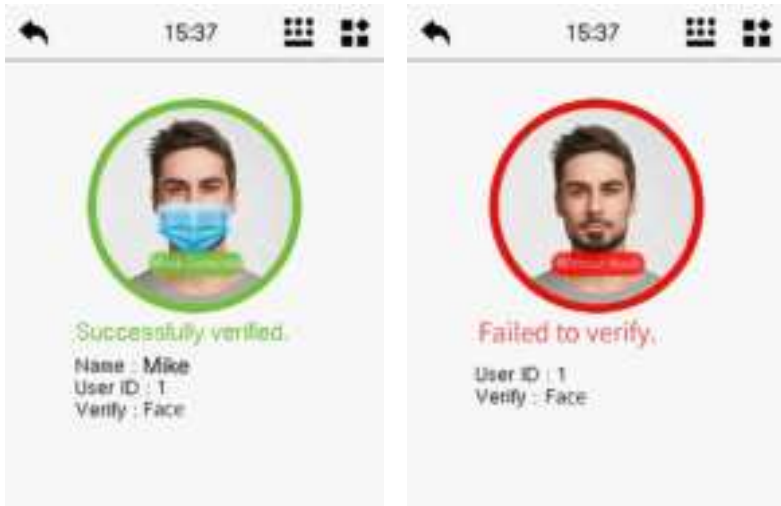 15:37
Successfully verified.
Name : Mike
User ID : 1
Verify : Face
15:37
Failed to verify.
User ID : 1
Verify : Face